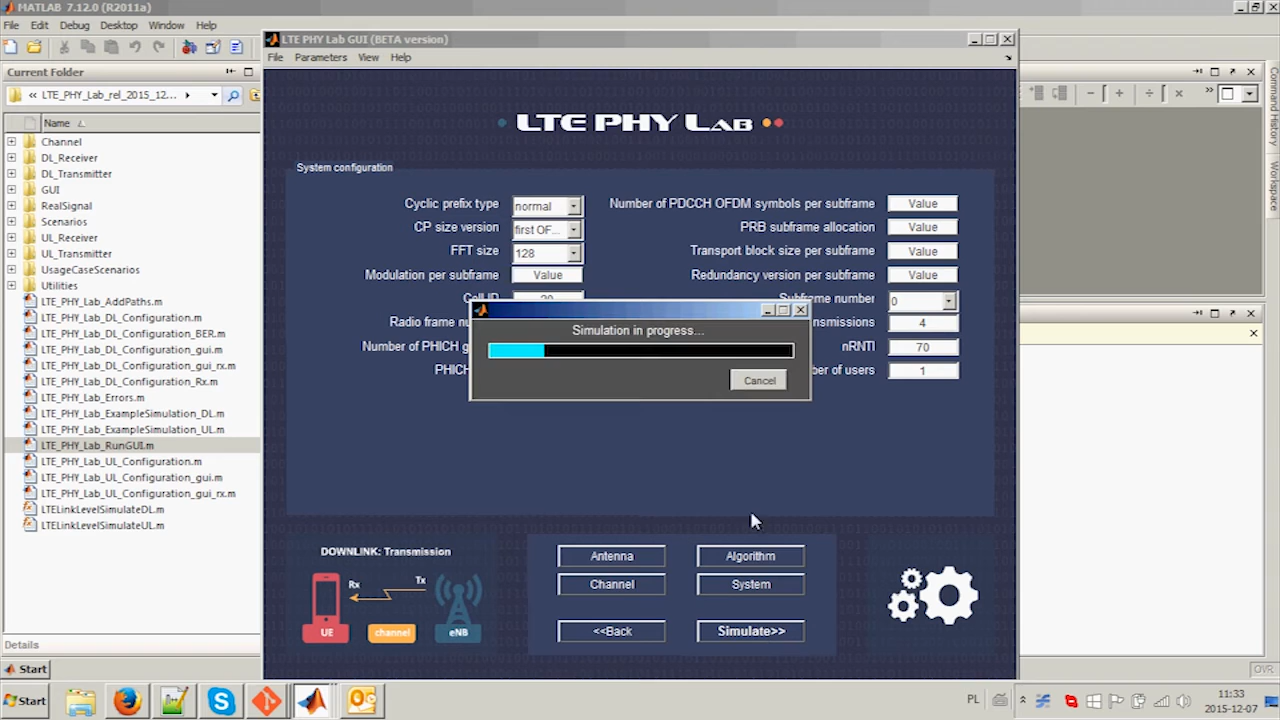 MATLAB 7.12.0 (R2011a)
File Edit Debug Desktop Window Help
Current Folder
« LTE_PHY_Lab_rel_2015_12...
Name
Channel
DL_Receiver
DL_Transmitter
GUI
RealSignal
Scenarios
UL_Receiver
UL_Transmitter
UsageCaseScenarios
Utilities
LTE_PHY_Lab_AddPaths.m
LTE_PHY_Lab_DL_Configuration.m
LTE_PHY_Lab_DL_Configuration_BER.m
LTE_PHY_Lab_DL_Configuration_gui.m
LTE_PHY_Lab_DL_Configuration_gui_rx.m
LTE_PHY_Lab_DL_Configuration_Rx.m
LTE_PHY_Lab_Errors.m
LTE_PHY_Lab_ExampleSimulation_DL.m
LTE_PHY_Lab_ExampleSimulation_UL.m
LTE_PHY_Lab_RunGUI.m
LTE_PHY_Lab_UL_Configuration.m
LTE_PHY_Lab_UL_Configuration_gui.m
LTE_PHY_Lab_UL_Configuration_gui_rx.m
LTELinkLevelSimulateDL.m
LTELinkLevelSimulateUL.m
Details
Start
LTE PHY Lab GUI (BETA version)
File Parameters View Help
LTE PHY Lab
System configuration
Cyclic prefix type normal
CP size version first OF...
FFT size 128
Modulation per subframe Value
Cell ID 20
Radio frame nu
Number of PHICH g
PHICH
Number of PDCCH OFDM symbols per subframe Value
PRB subframe allocation Value
Transport block size per subframe Value
Redundancy version per subframe Value
Subframe number 0
nsmissions 4
nRNTI 70
ber of users 1
Simulation in progress...
Cancel
DOWNLINK: Transmission
Rx Tx
UE channel eNB
Antenna Algorithm
Channel System
<<Back Simulate>>
Command History
Workspace
OVR
Start
PL
11:33
2015-12-07